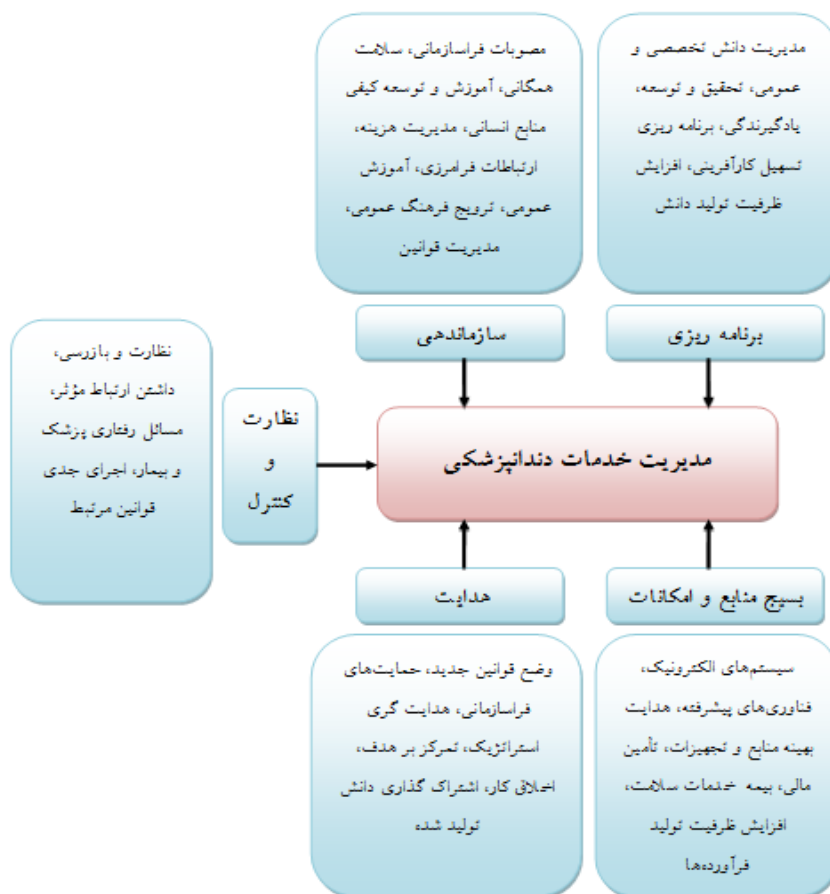 مدیریت دانش تخصصی و
عمومی، تحقیق و توسعه،
یادگیرندگی، برنامه ریزی
تسهیل کارآفرینی، افزایش
ظرفیت تولید دانش
برنامه ریزی
مصوبات فراسازمانی، سلامت
همگانی، آموزش و توسعه کیفی
منابع انسانی، مدیریت هزینه،
ارتباطات فرامرزی، آموزش
عمومی، ترویج فرهنگ عمومی،
مدیریت قوانین
سازماندهی
مدیریت خدمات دندانپزشکی
نظارت
و
کنترل
نظارت و بازرسی،
داشتن ارتباط مؤثر،
مسائل رفتاری پزشک
و بیمار، اجرای جدی
قوانین مرتبط
بسیج منابع و امکانات
سیستم‌های الکترونیک،
فناوری‌های پیشرفته، هدایت
بهینه منابع و تجهیزات، تأمین
مالی، بیمه خدمات سلامت،
افزایش ظرفیت تولید
فرآورده‌ها
هدایت
وضع قوانین جدید، حمایت‌های
فراسازمانی، هدایت گری
استراتژیک، تمرکز بر هدف،
اخلاق کار، اشتراک گذاری دانش
تولید شده